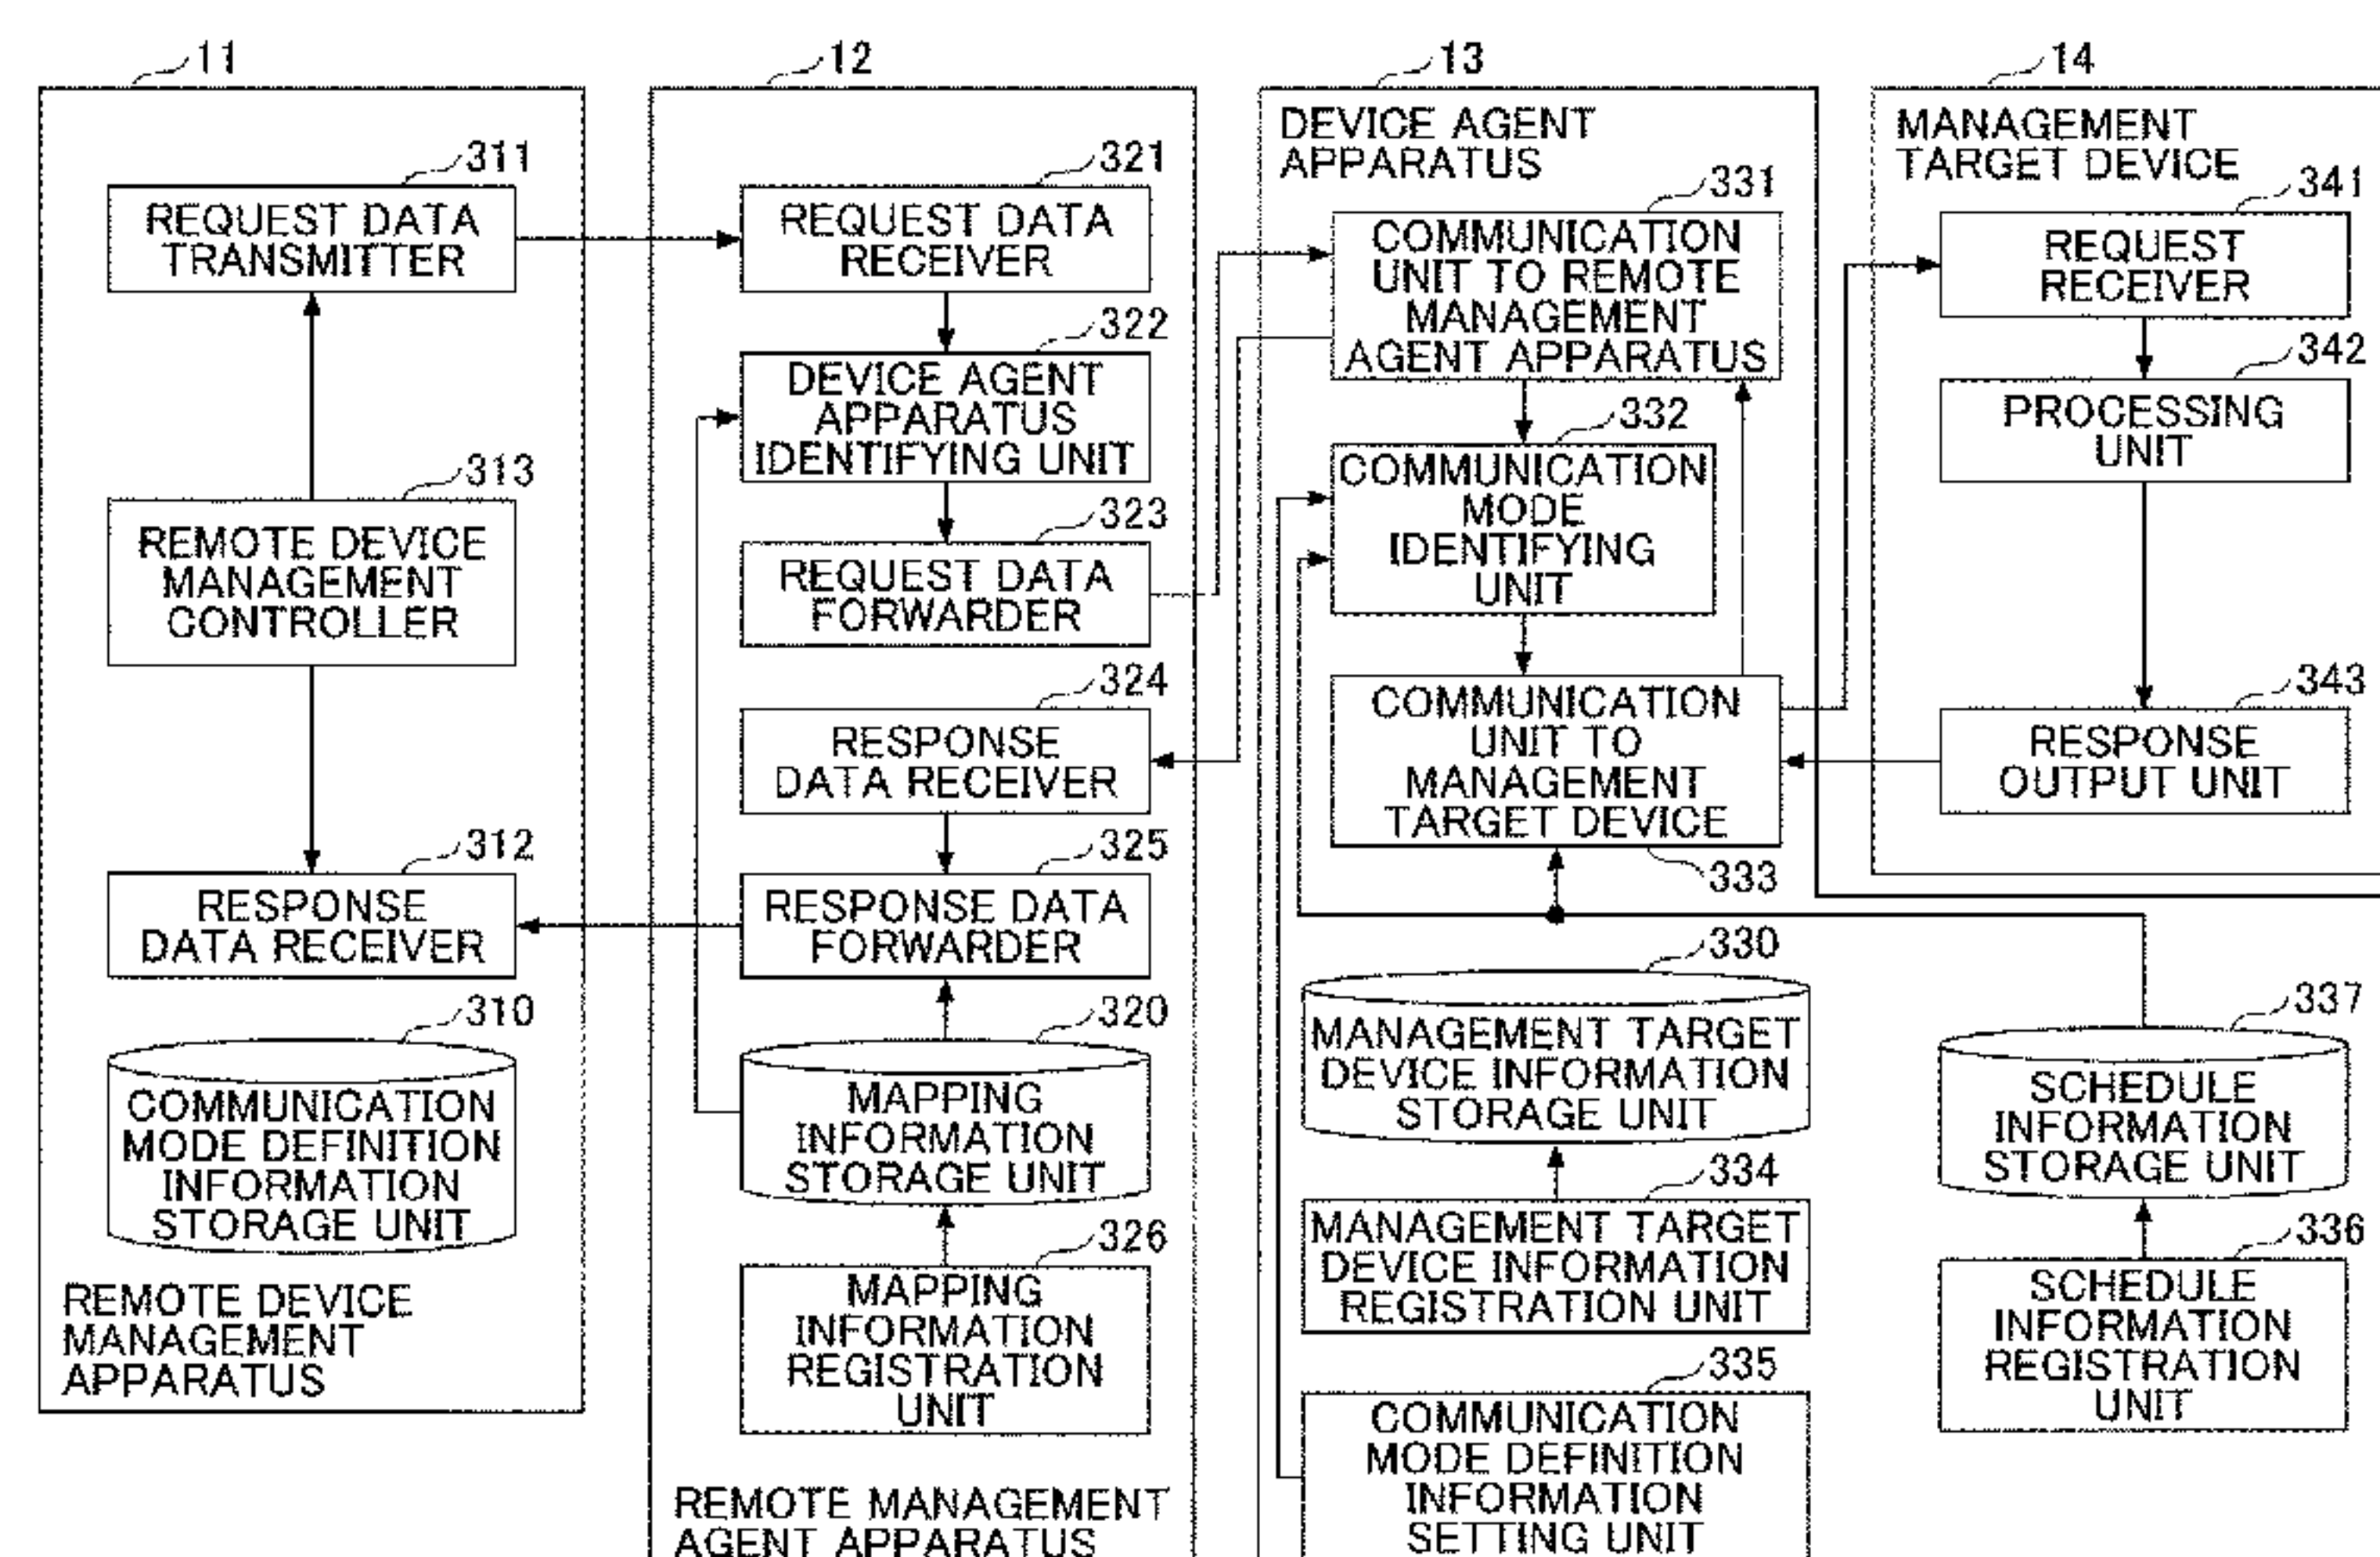 11
311
REQUEST DATA
TRANSMITTER
313
REMOTE DEVICE
MANAGEMENT
CONTROLLER
312
RESPONSE
DATA RECEIVER
310
COMMUNICATION
MODE DEFINITION
INFORMATION
STORAGE UNIT
REMOTE DEVICE
MANAGEMENT
APPARATUS
12
321
REQUEST DATA
RECEIVER
322
DEVICE AGENT
APPARATUS
IDENTIFYING UNIT
323
REQUEST DATA
FORWARDER
324
RESPONSE
DATA RECEIVER
325
RESPONSE DATA
FORWARDER
320
MAPPING
INFORMATION
STORAGE UNIT
326
MAPPING
INFORMATION
REGISTRATION
UNIT
REMOTE MANAGEMENT
AGENT APPARATUS
13
DEVICE AGENT
APPARATUS
331
COMMUNICATION
UNIT TO REMOTE
MANAGEMENT
AGENT APPARATUS
332
COMMUNICATION
MODE
IDENTIFYING
UNIT
COMMUNICATION
UNIT TO
MANAGEMENT
TARGET DEVICE
333
330
MANAGEMENT TARGET
DEVICE INFORMATION
STORAGE UNIT
334
MANAGEMENT TARGET
DEVICE INFORMATION
REGISTRATION UNIT
335
COMMUNICATION
MODE DEFINITION
INFORMATION
SETTING UNIT
14
MANAGEMENT
TARGET DEVICE
341
REQUEST
RECEIVER
342
PROCESSING
UNIT
343
RESPONSE
OUTPUT UNIT
337
SCHEDULE
INFORMATION
STORAGE UNIT
336
SCHEDULE
INFORMATION
REGISTRATION
UNIT